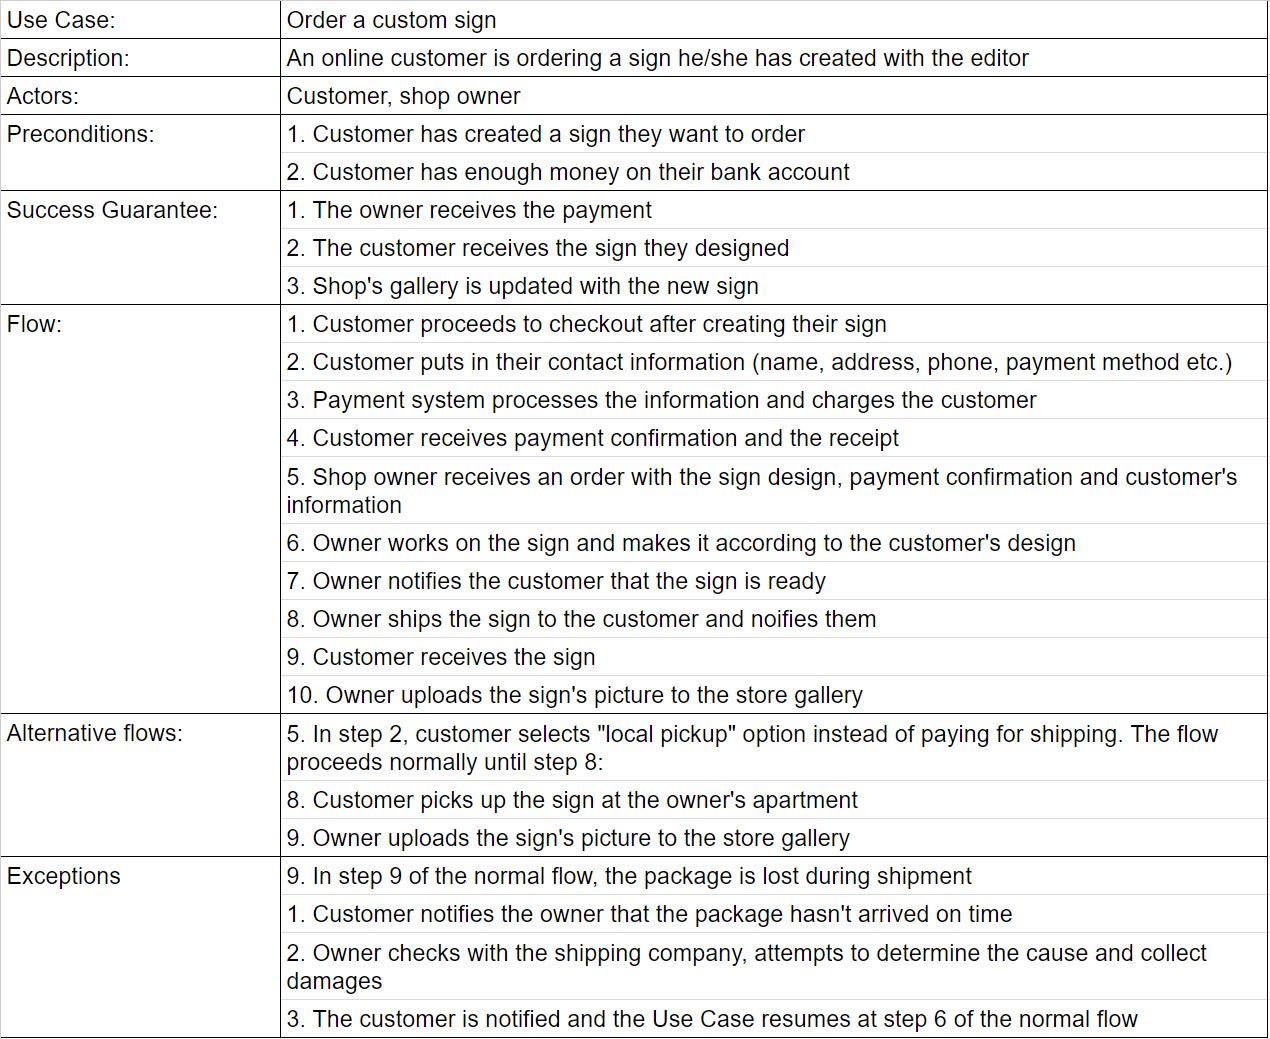 Use Case:
Order a custom sign
Description:
An online customer is ordering a sign he/she has created with the editor
Actors:
Customer, shop owner
Preconditions:
1. Customer has created a sign they want to order
2. Customer has enough money on their bank account
Success Guarantee:
1. The owner receives the payment
2. The customer receives the sign they designed
3. Shop's gallery is updated with the new sign
Flow:
1. Customer proceeds to checkout after creating their sign
2. Customer puts in their contact information (name, address, phone, payment method etc.)
3. Payment system processes the information and charges the customer
4. Customer receives payment confirmation and the receipt
5. Shop owner receives an order with the sign design, payment confirmation and customer's
information
6. Owner works on the sign and makes it according to the customer's design
7. Owner notifies the customer that the sign is ready
8. Owner ships the sign to the customer and noifies them
9. Customer receives the sign
10. Owner uploads the sign's picture to the store gallery
Alternative flows:
5. In step 2, customer selects "local pickup" option instead of paying for shipping. The flow
proceeds normally until step 8:
8. Customer picks up the sign at the owner's apartment
9. Owner uploads the sign's picture to the store gallery
Exceptions
9. In step 9 of the normal flow, the package is lost during shipment
1. Customer notifies the owner that the package hasn't arrived on time
2. Owner checks with the shipping company, attempts to determine the cause and collect
damages
3. The customer is notified and the Use Case resumes at step 6 of the normal flow